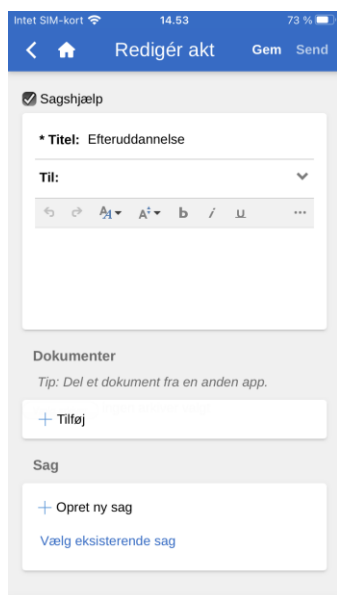 Intet SIM-kort 14.53 73 %
Redigér akt Gem Send
Sagshjælp
* Titel: Efteruddannelse
Til:
A A b i u ...
Dokumenter
Tip: Del et dokument fra en anden app.
+ Tilføj
Sag
+ Opret ny sag
Vælg eksisterende sag